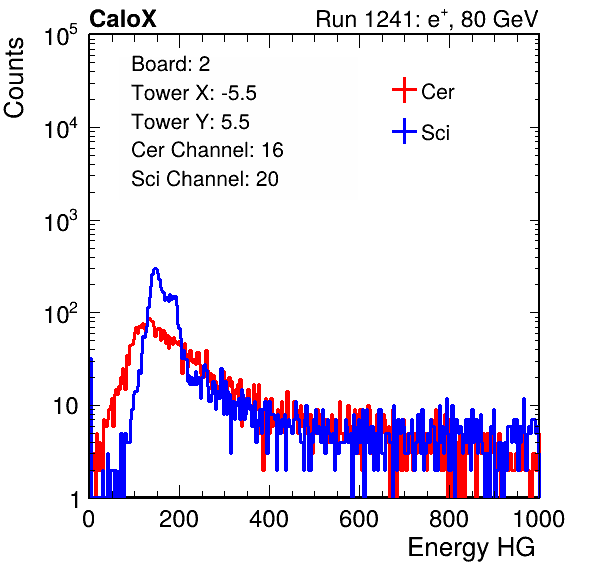 CaloX Run 1241: e⁺, 80 GeV
Counts
10⁵
10⁴
10³
10²
10
1
Board: 2
Tower X: -5.5
Tower Y: 5.5
Cer Channel: 16
Sci Channel: 20
Cer
Sci
0 200 400 600 800 1000
Energy HG